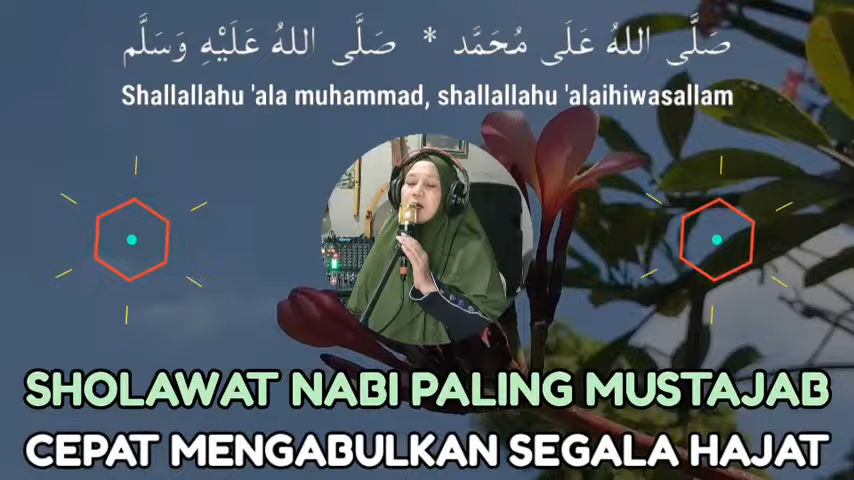 صَلَّى اللهُ عَلَى مُحَمَّد * صَلَّى اللهُ عَلَيْهِ وَسَلَّم
Shallallahu 'ala muhammad, shallallahu 'alaihiwasallam
SHOLAWAT NABI PALING MUSTAJAB
CEPAT MENGABULKAN SEGALA HAJAT